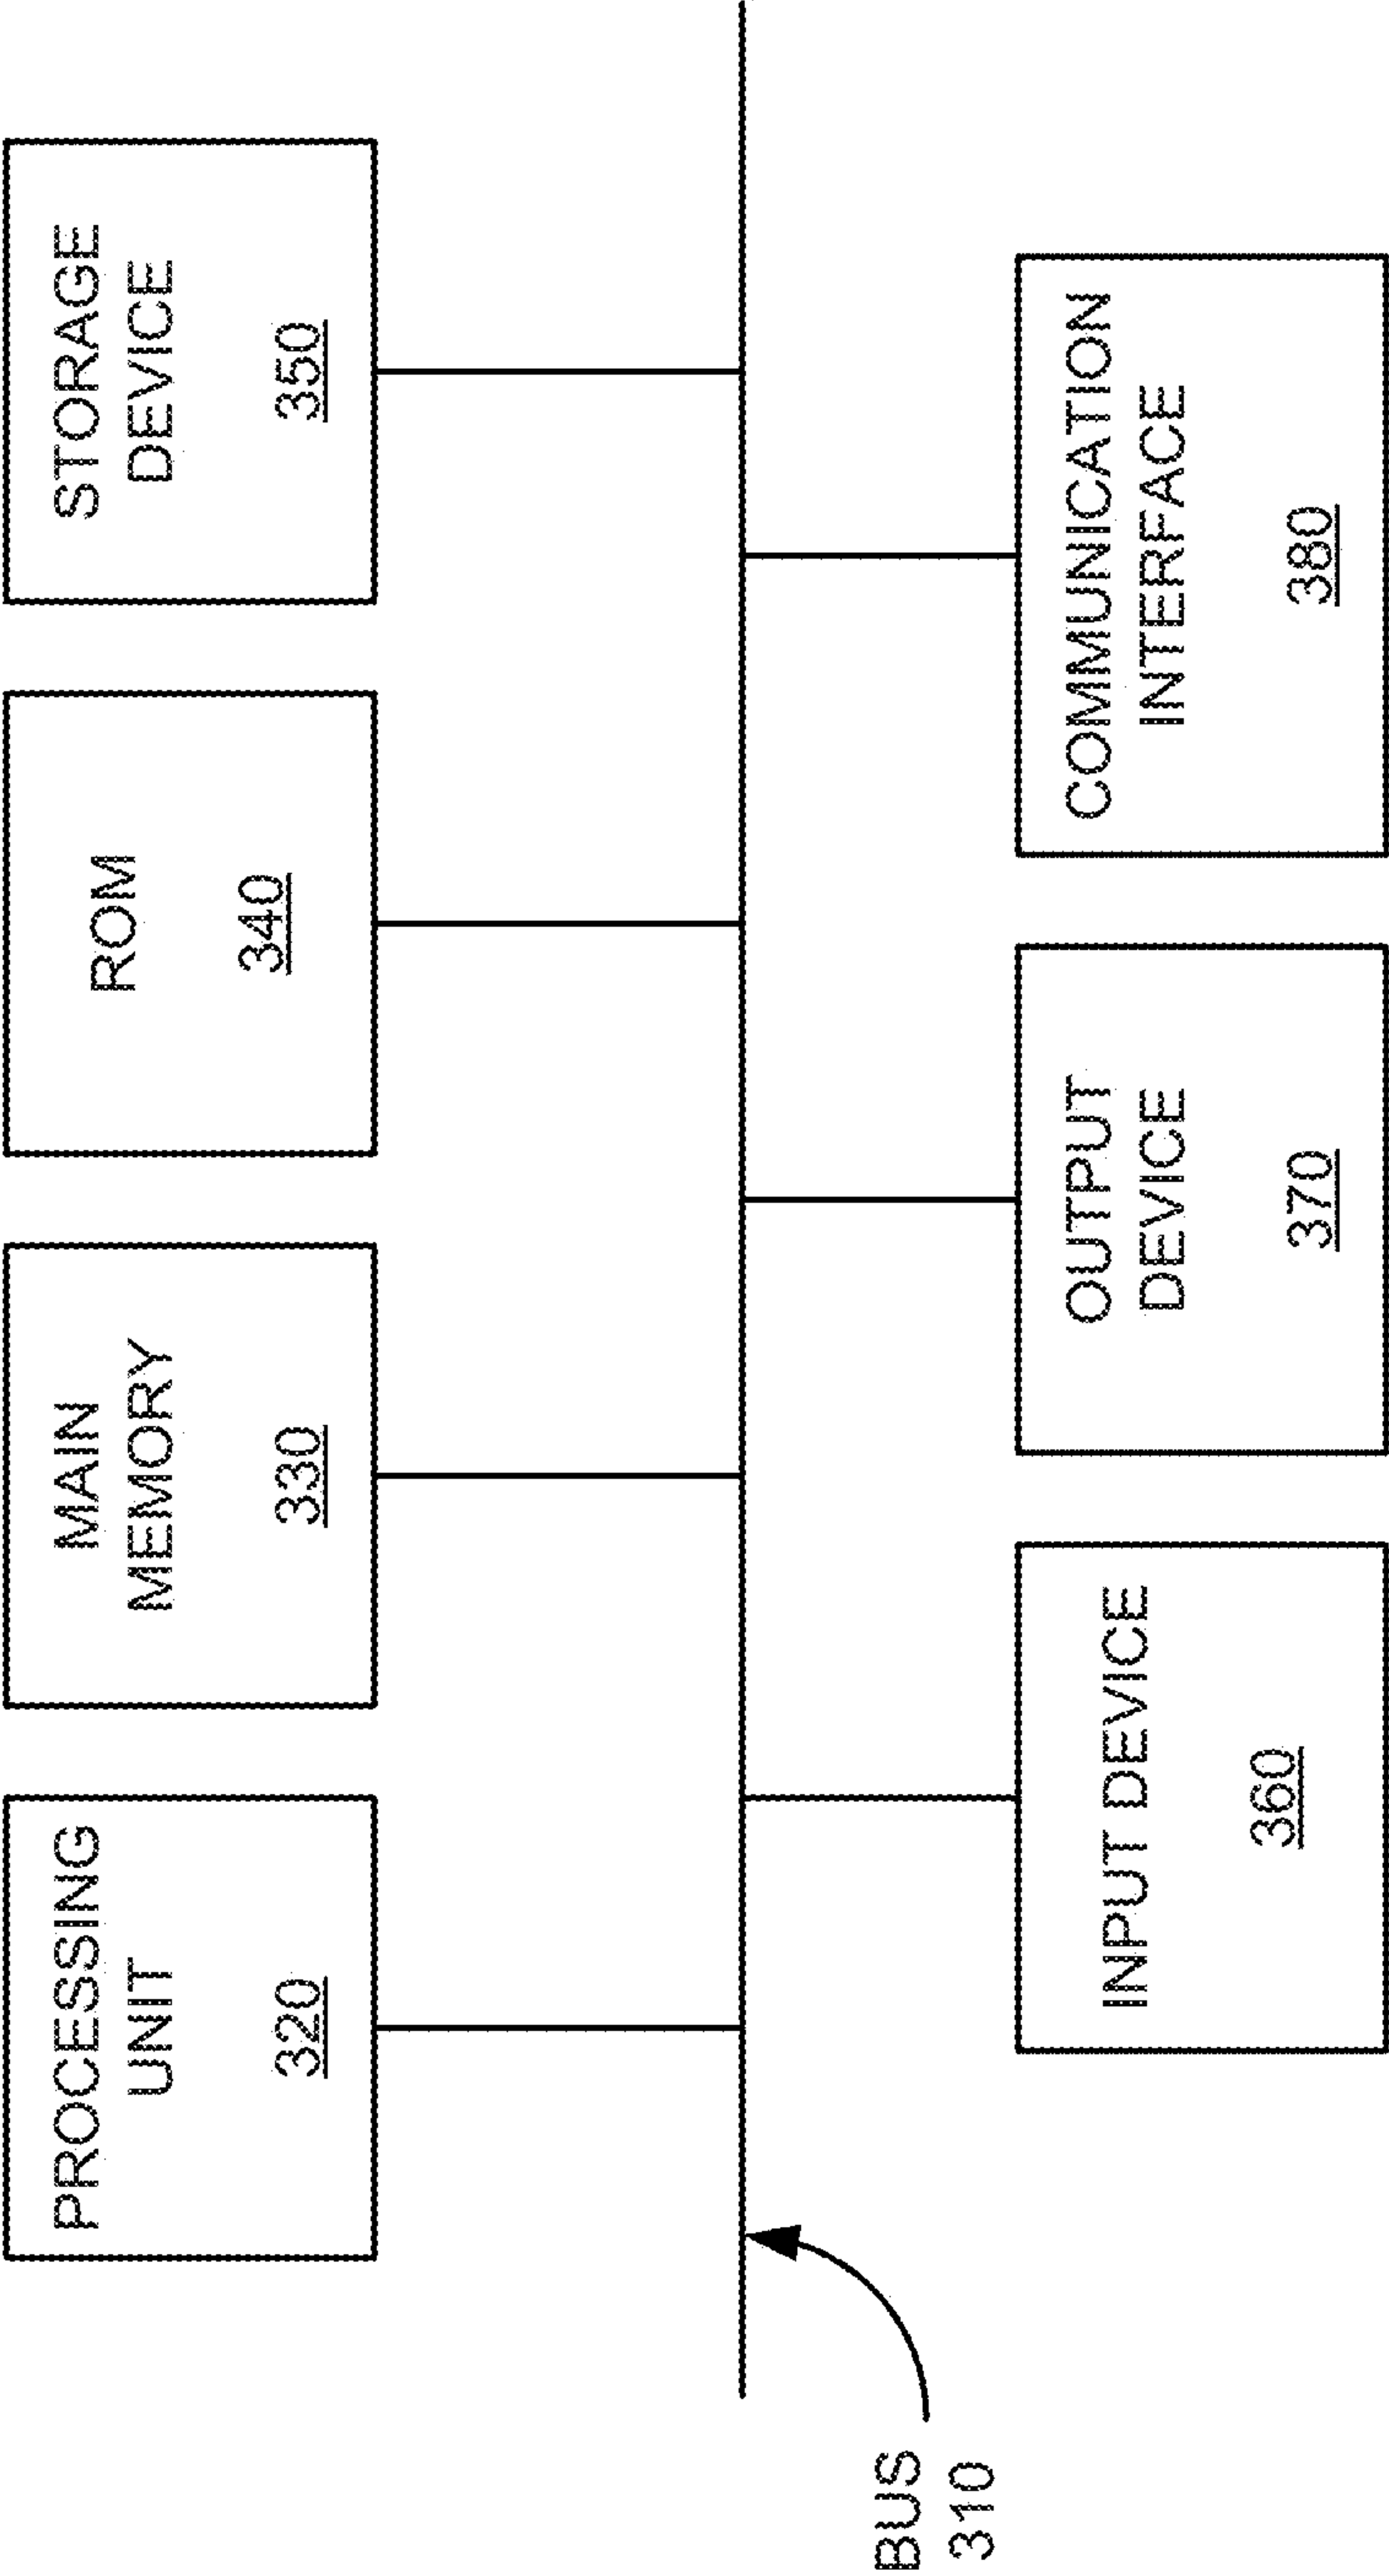 PROCESSING
UNIT
320
MAIN
MEMORY
330
ROM
340
STORAGE
DEVICE
350
BUS
310
INPUT DEVICE
360
OUTPUT
DEVICE
370
COMMUNICATION
INTERFACE
380